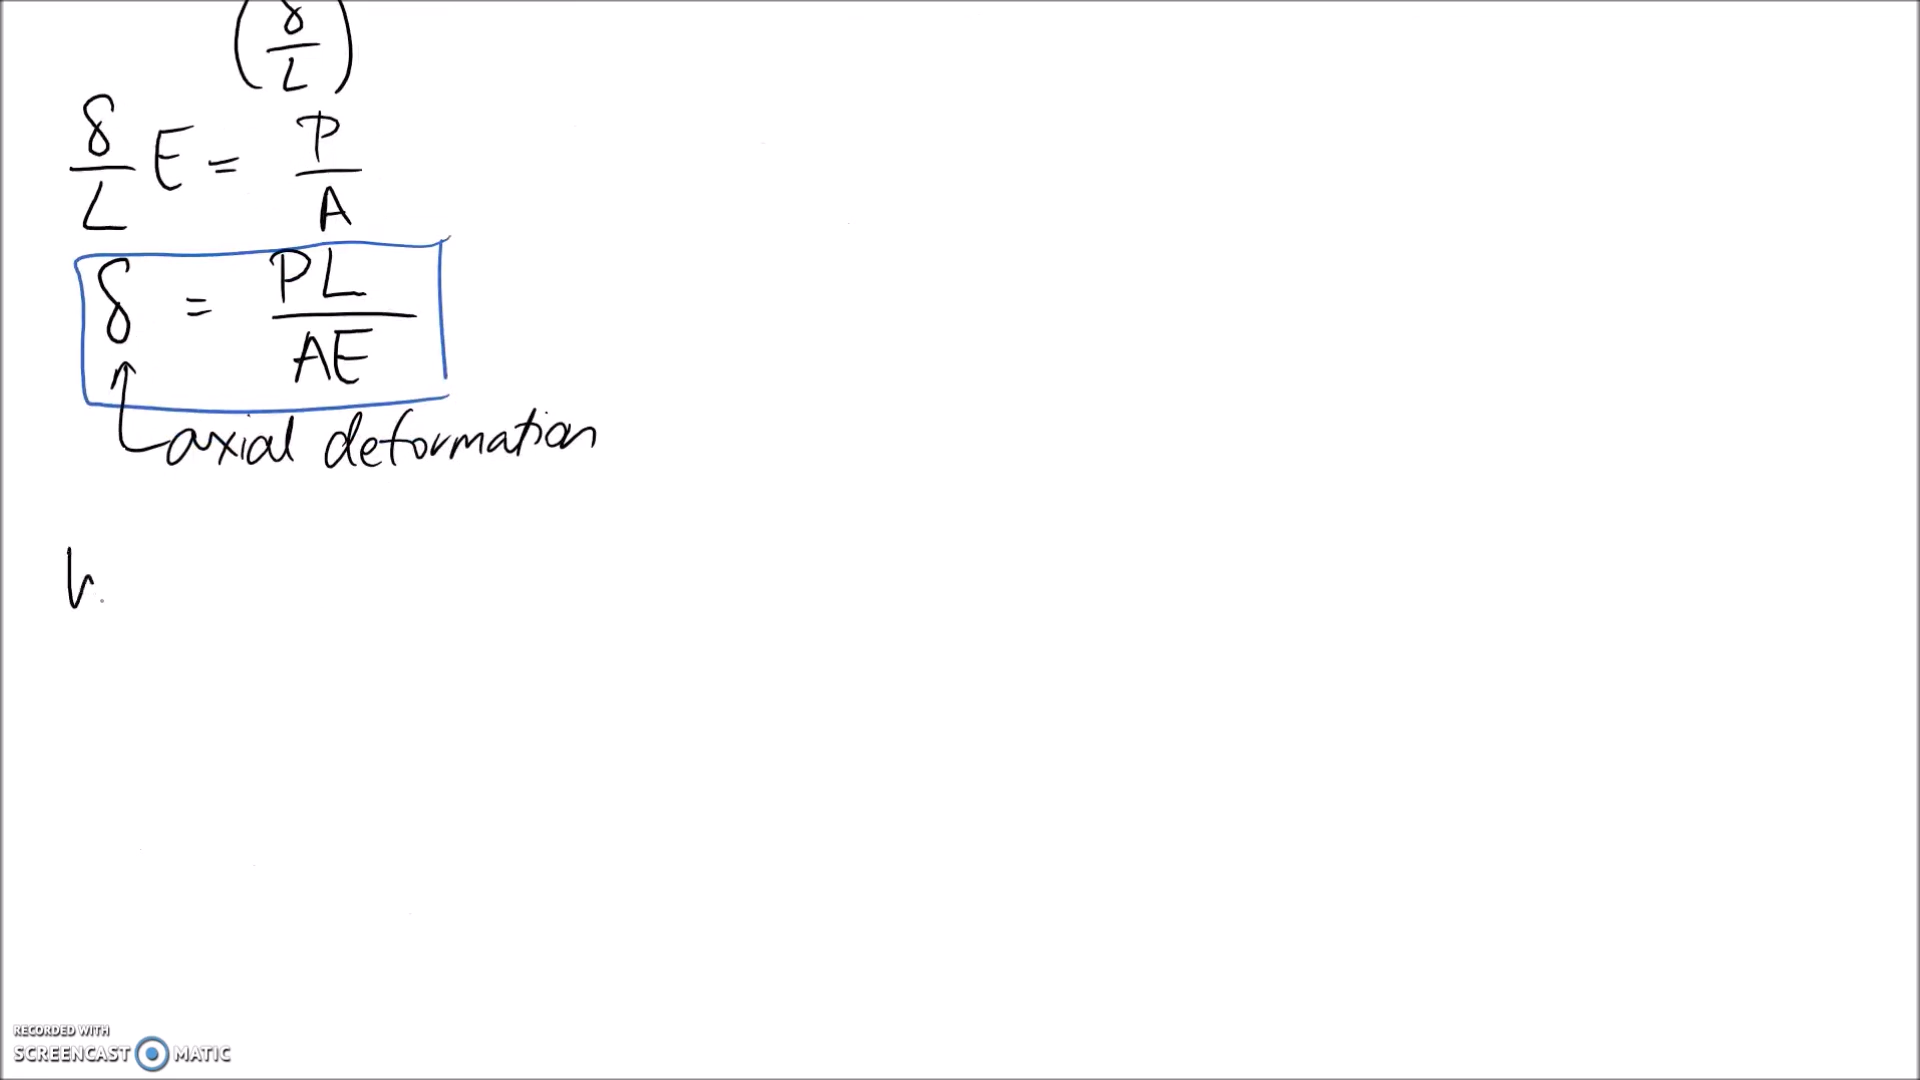 (δ/L)
δ/L E = P/A
δ = PL/AE
axial deformation
RECORDED WITH
SCREENCAST MATIC